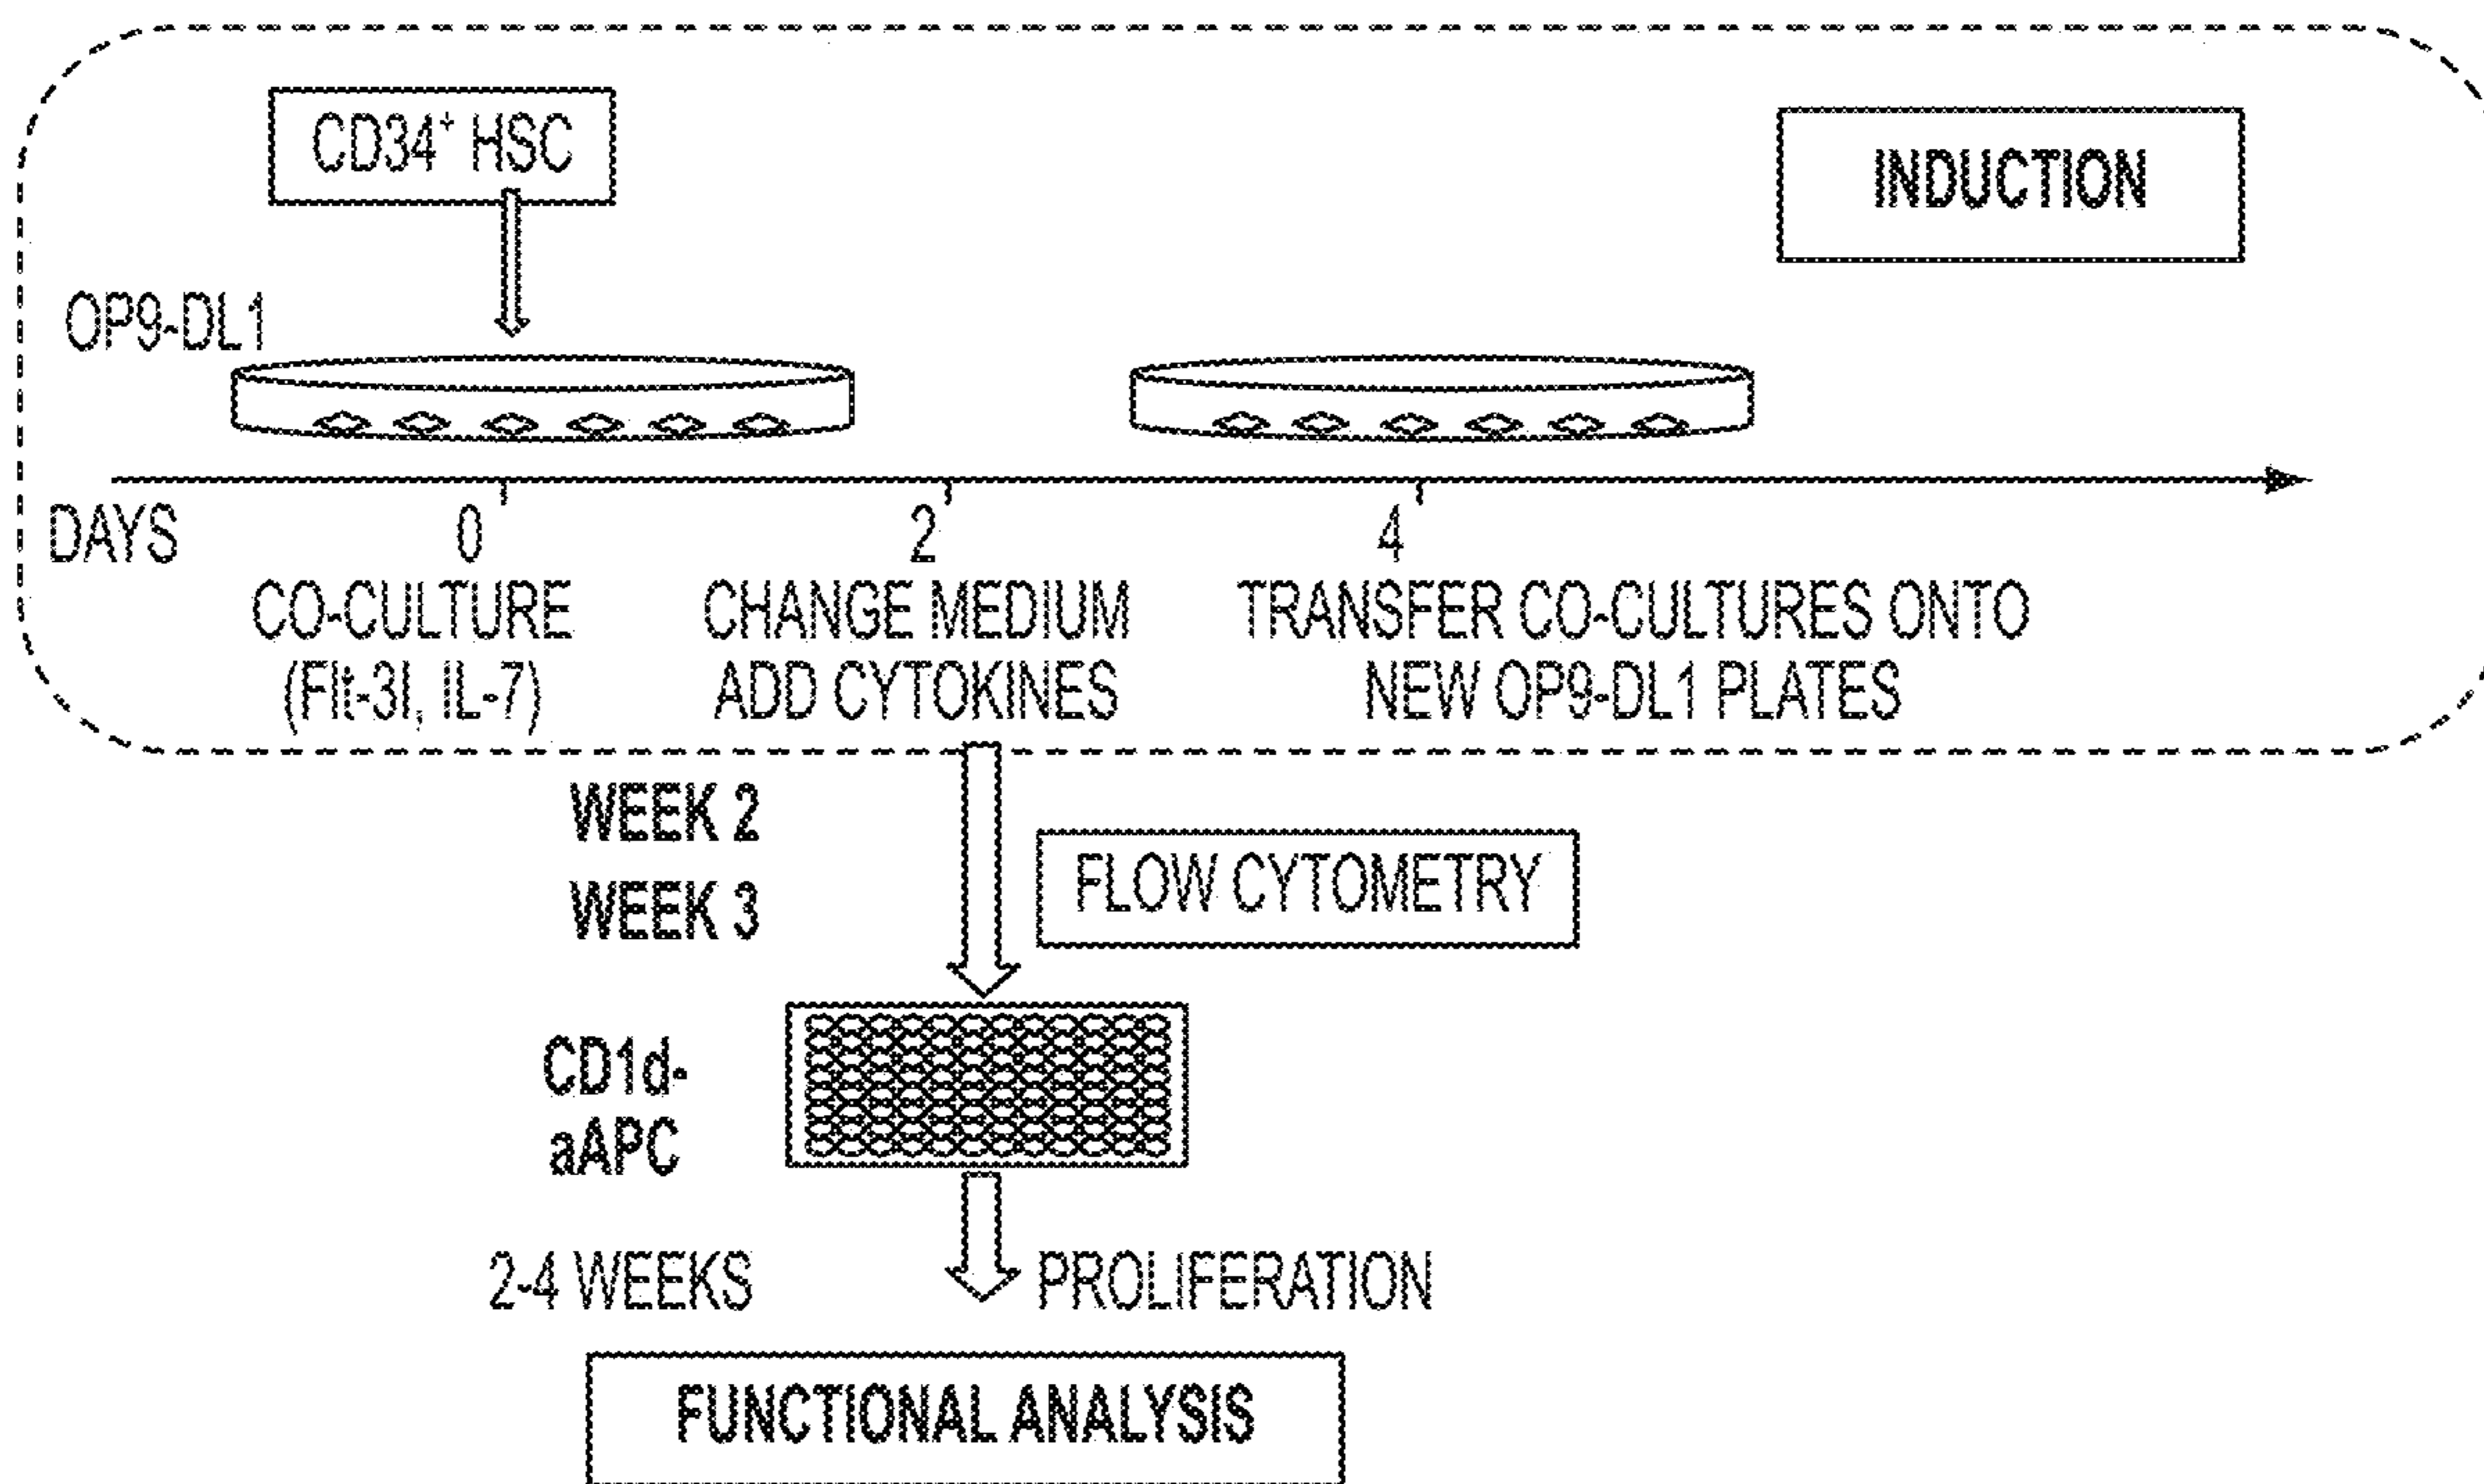 CD34+ HSC
INDUCTION
OP9-DL1
DAYS 0 2 4
CO-CULTURE
(Flt-3l, IL-7)
CHANGE MEDIUM
ADD CYTOKINES
TRANSFER CO-CULTURES ONTO
NEW OP9-DL1 PLATES
WEEK 2
WEEK 3
FLOW CYTOMETRY
CD1d-
aAPC
2-4 WEEKS
PROLIFERATION
FUNCTIONAL ANALYSIS